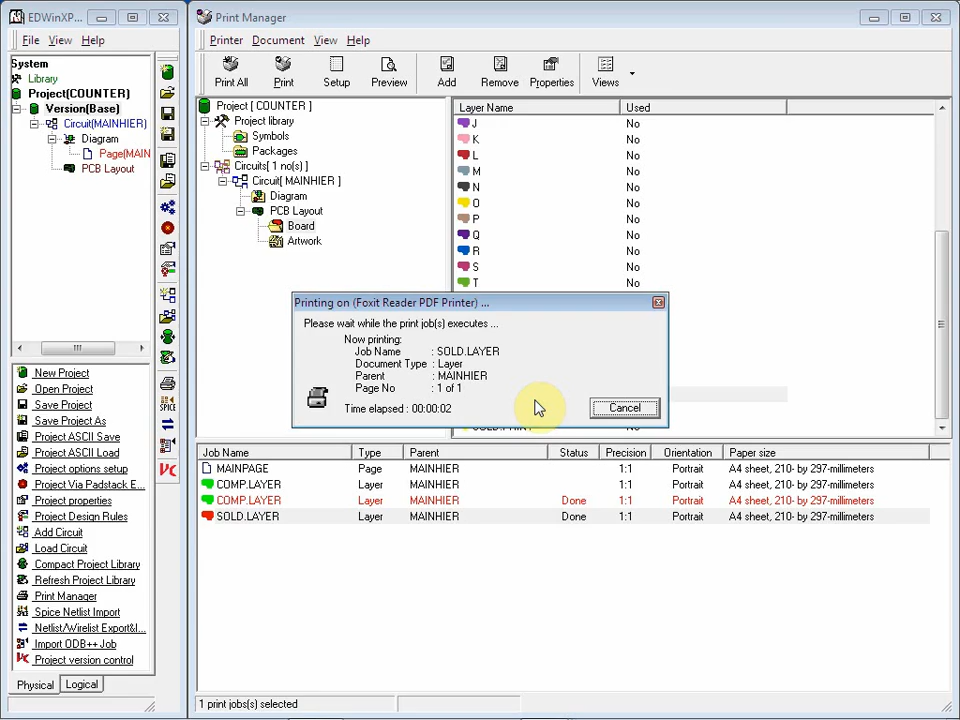 EDWinXP...
File View Help
System
Library
Project(COUNTER)
Version(Base)
Circuit(MAINHIER)
Diagram
Page(MAIN
PCB Layout
New Project
Open Project
Save Project
Save Project As
Project ASCII Save
Project ASCII Load
Project options setup
Project Via Padstack E...
Project properties
Project Design Rules
Add Circuit
Load Circuit
Compact Project Library
Refresh Project Library
Print Manager
Spice Netlist Import
Netlist/Wirelist Export&I...
Import ODB++ Job
Project version control
Physical Logical
SPICE
Print Manager
Printer Document View Help
Print All Print Setup Preview Add Remove Properties Views
Project [ COUNTER ]
Project library
Symbols
Packages
Circuits[ 1 no(s) ]
Circuit[ MAINHIER ]
Diagram
PCB Layout
Board
Artwork
Layer Name Used
J No
K No
L No
M No
N No
O No
P No
Q No
R No
S No
T No
Printing on (Foxit Reader PDF Printer) ...
Please wait while the print job(s) executes ...
Now printing:
Job Name : SOLD.LAYER
Document Type : Layer
Parent : MAINHIER
Page No : 1 of 1
Time elapsed : 00:00:02
Cancel
SOLD.PRINT No
Job Name Type Parent Status Precision Orientation Paper size
MAINPAGE Page MAINHIER 1:1 Portrait A4 sheet, 210- by 297-millimeters
COMP.LAYER Layer MAINHIER 1:1 Portrait A4 sheet, 210- by 297-millimeters
COMP.LAYER Layer MAINHIER Done 1:1 Portrait A4 sheet, 210- by 297-millimeters
SOLD.LAYER Layer MAINHIER Done 1:1 Portrait A4 sheet, 210- by 297-millimeters
1 print jobs(s) selected